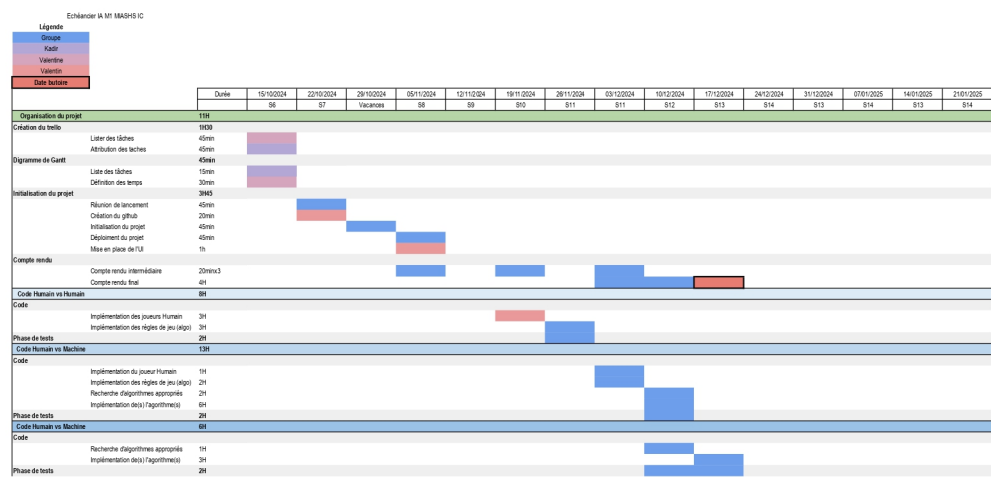 Echéancier IA M1 MIASHS IC
Légende
Groupe
Kadir
Valentine
Valentin
Date butoire
Durée 15/10/2024 22/10/2024 29/10/2024 05/11/2024 12/11/2024 19/11/2024 26/11/2024 03/12/2024 10/12/2024 17/12/2024 24/12/2024 31/12/2024 07/01/2025 14/01/2025 21/01/2025
S6 S7 Vacances S8 S9 S10 S11 S11 S12 S13 S14 S13 S14 S13 S14
Organisation du projet 11H
Création du trello 1H30
Lister des tâches 45min
Attribution des taches 45min
Digramme de Gantt 45min
Liste des tâches 15min
Définition des temps 30min
Initialisation du projet 3H45
Réunion de lancement 45min
Création du github 20min
Initialisation du projet 45min
Déploiment du projet 45min
Mise en place de l'UI 1h
Compte rendu
Compte rendu intermédiaire 20minx3
Compte rendu final 4H
Code Humain vs Humain 8H
Code
Implémentation des joueurs Humain 3H
Implémentation des règles de jeu (algo) 3H
Phase de tests 2H
Code Humain vs Machine 13H
Code
Implémentation du joueur Humain 1H
Implémentation des règles de jeu (algo) 2H
Recherche d'algorithmes appropriés 2H
Implémentation de(s) l'agorithme(s) 6H
Phase de tests 2H
Code Humain vs Machine 6H
Code
Recherche d'algorithmes appropriés 1H
Implémentation de(s) l'agorithme(s) 3H
Phase de tests 2H